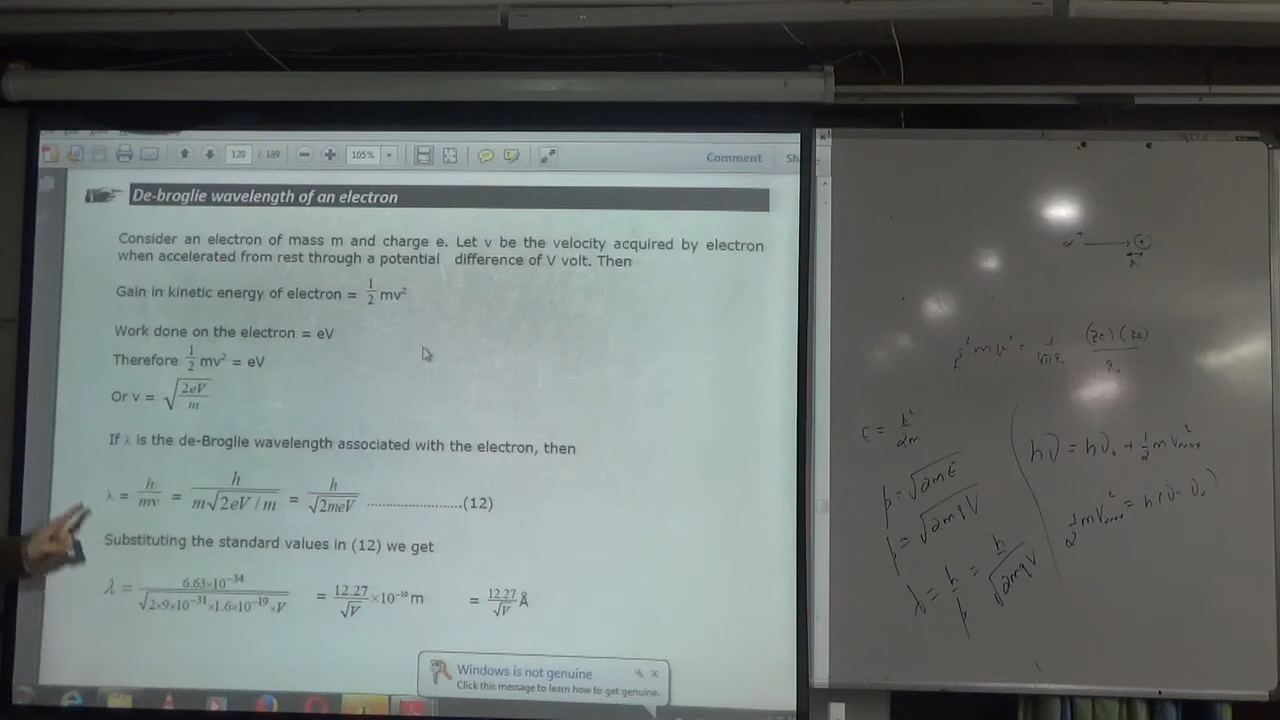 120 / 189
105%
Comment
Sh
De-broglie wavelength of an electron
Consider an electron of mass m and charge e. Let v be the velocity acquired by electron
when accelerated from rest through a potential difference of V volt. Then
Gain in kinetic energy of electron = 1/2 mv²
Work done on the electron = eV
Therefore 1/2 mv² = eV
Or v = √(2eV/m)
If λ is the de-Broglie wavelength associated with the electron, then
λ = h/mv = h/(m√(2eV/m)) = h/√(2meV) ........................(12)
Substituting the standard values in (12) we get
λ = 6.63×10⁻³⁴/√(2×9×10⁻³¹×1.6×10⁻¹⁹×V) = 12.27/√V ×10⁻¹⁰ m = 12.27/√V Å
Windows is not genuine
Click this message to learn how to get genuine.
E = p²/2m
p = √(2mE)
p = √(2mqV)
λ = h/p = h/√(2mqV)
hν = hν₀ + 1/2 mv²max
1/2 mv²max = h(ν - ν₀)